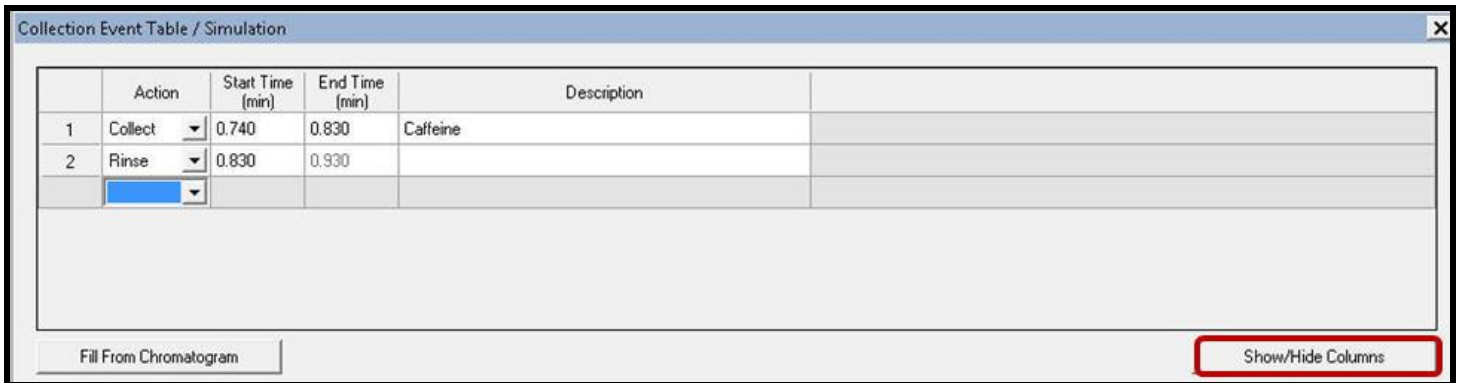 Collection Event Table / Simulation
Action Start Time (min) End Time (min) Description
1 Collect 0.740 0.830 Caffeine
2 Rinse 0.830 0.930
Fill From Chromatogram Show/Hide Columns